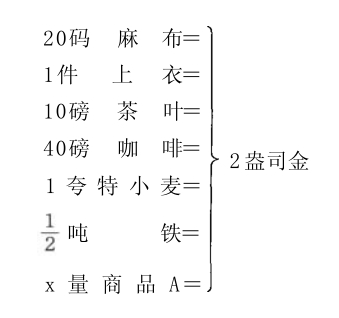 20码 麻 布=
1件 上 衣=
10磅 茶 叶=
40磅 咖 啡=
1 夸 特 小 麦=
2盎司金
1/2 吨 铁=
x 量 商 品 A=